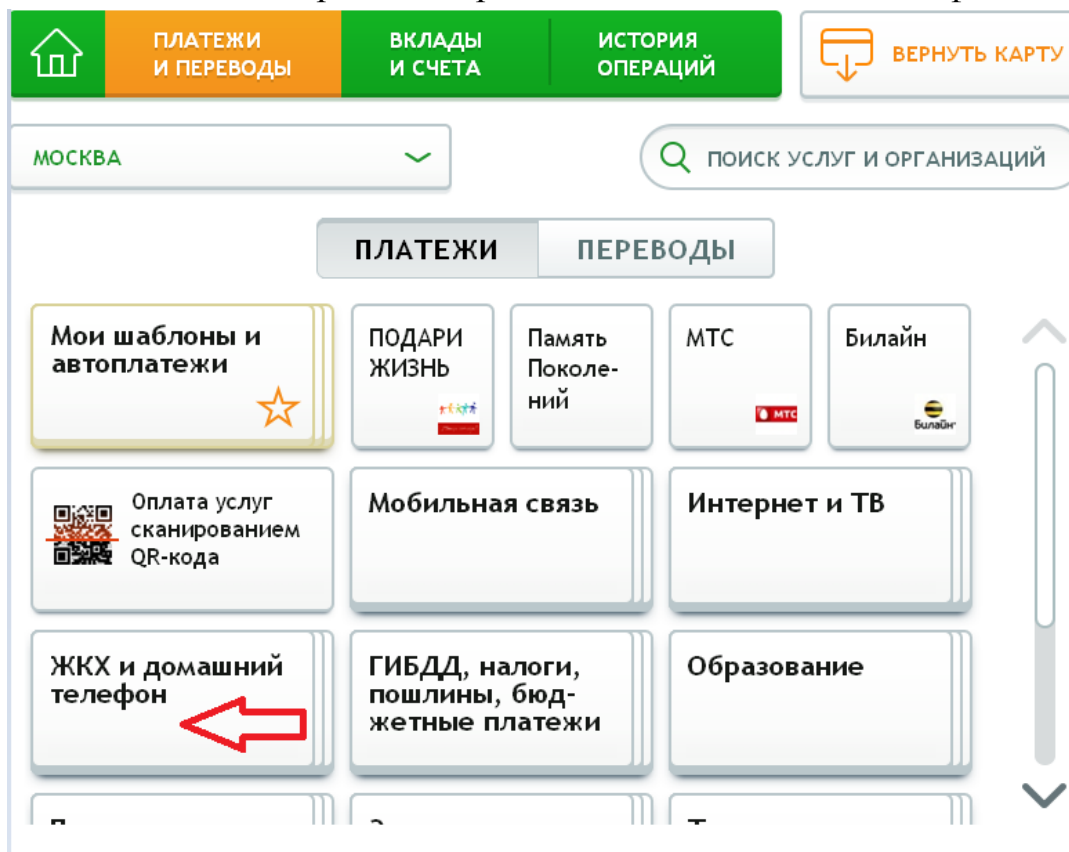 ПЛАТЕЖИ
И ПЕРЕВОДЫ
ВКЛАДЫ
И СЧЕТА
ИСТОРИЯ
ОПЕРАЦИЙ
ВЕРНУТЬ КАРТУ
МОСКВА
ПОИСК УСЛУГ И ОРГАНИЗАЦИЙ
ПЛАТЕЖИ
ПЕРЕВОДЫ
Мои шаблоны и
автоплатежи
ПОДАРИ
ЖИЗНЬ
Память
Поколе-
ний
МТС
МТС
Билайн
Билайн
Оплата услуг
сканированием
QR-кода
Мобильная связь
Интернет и ТВ
ЖКХ и домашний
телефон
ГИБДД, налоги,
пошлины, бюд-
жетные платежи
Образование